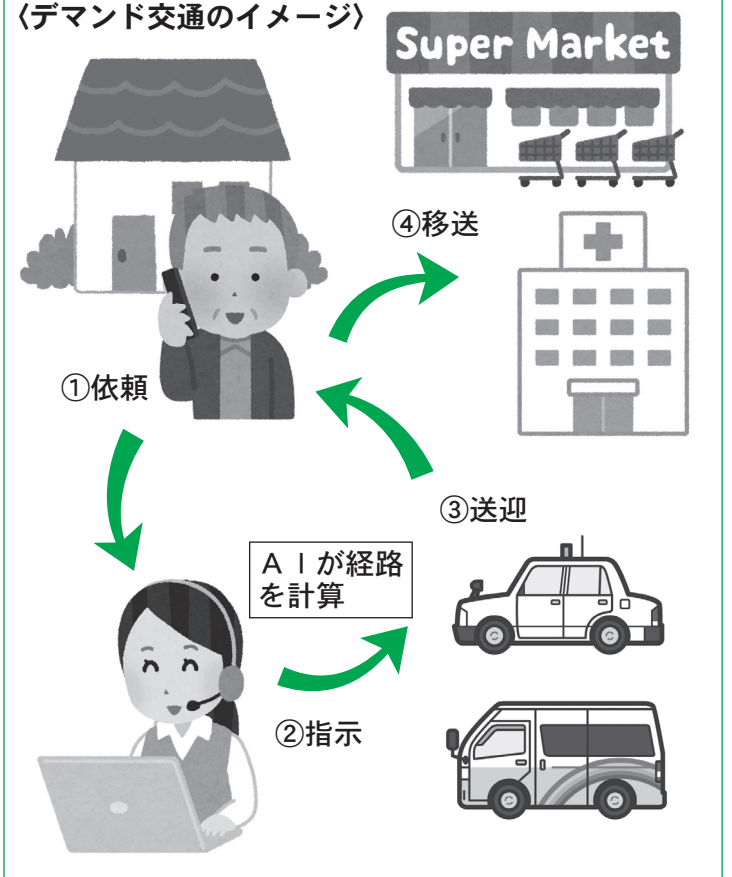 〈デマンド交通のイメージ〉
Super Market
④移送
①依頼
③送迎
ＡＩが経路
を計算
②指示